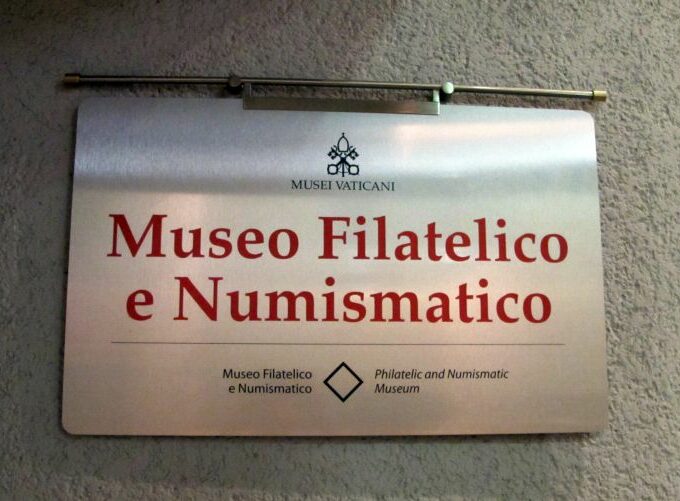 MUSEI VATICANI
Museo Filatelico
e Numismatico
Museo Filatelico
e Numismatico
Philatelic and Numismatic
Museum